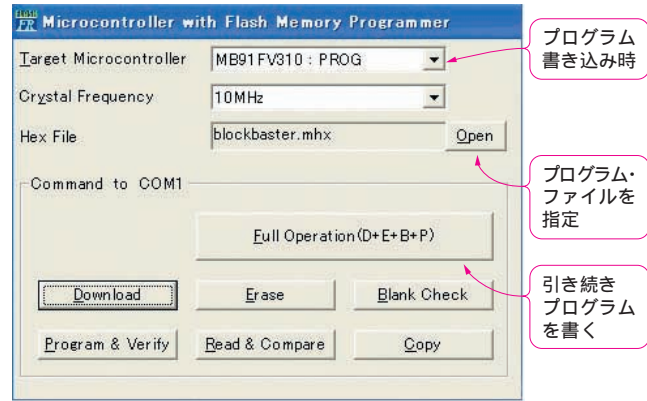 FLASH FR Microcontroller with Flash Memory Programmer
Target Microcontroller MB91FV310 : PROG
Crystal Frequency 10MHz
Hex File blockbaster.mhx Open
Command to COM1
Full Operation(D+E+B+P)
Download Erase Blank Check
Program & Verify Read & Compare Copy
プログラム
書き込み時
プログラム・
ファイルを
指定
引き続き
プログラム
を書く